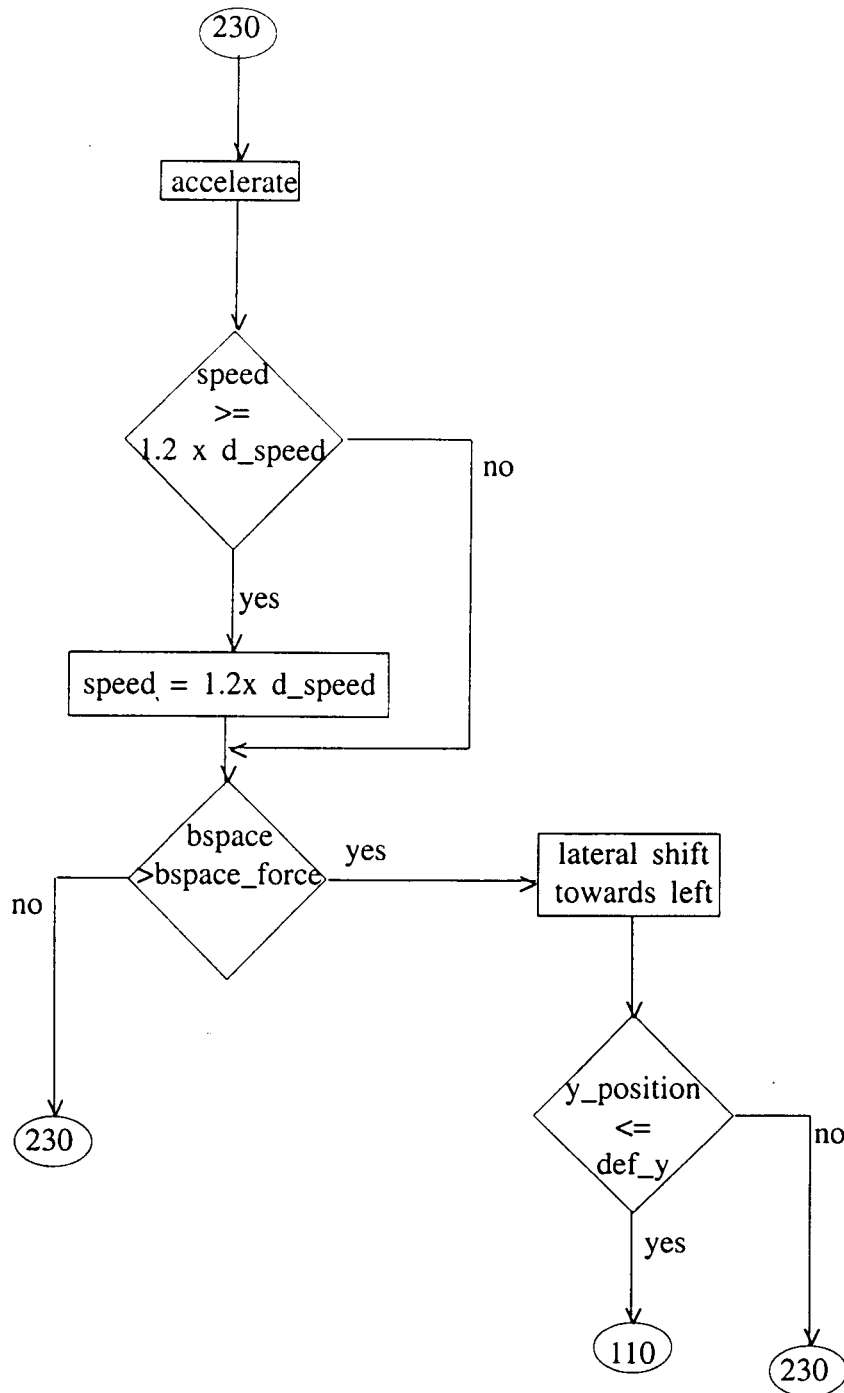 230
accelerate
speed
>=
1.2 x d_speed
no
yes
speed = 1.2x d_speed
bspace
>bspace_force
yes
no
lateral shift
towards left
230
y_position
<=
def_y
no
yes
110
230